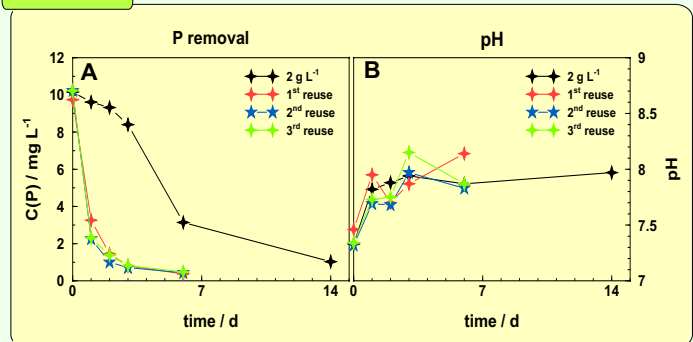 P removal
pH
A
2 g L⁻¹
1ˢᵗ reuse
2ⁿᵈ reuse
3ʳᵈ reuse
C(P) / mg L⁻¹
12
10
8
6
4
2
0
0 7 14
time / d
B
2 g L⁻¹
1ˢᵗ reuse
2ⁿᵈ reuse
3ʳᵈ reuse
9
8.5
8
7.5
7
pH
0 7 14
time / d